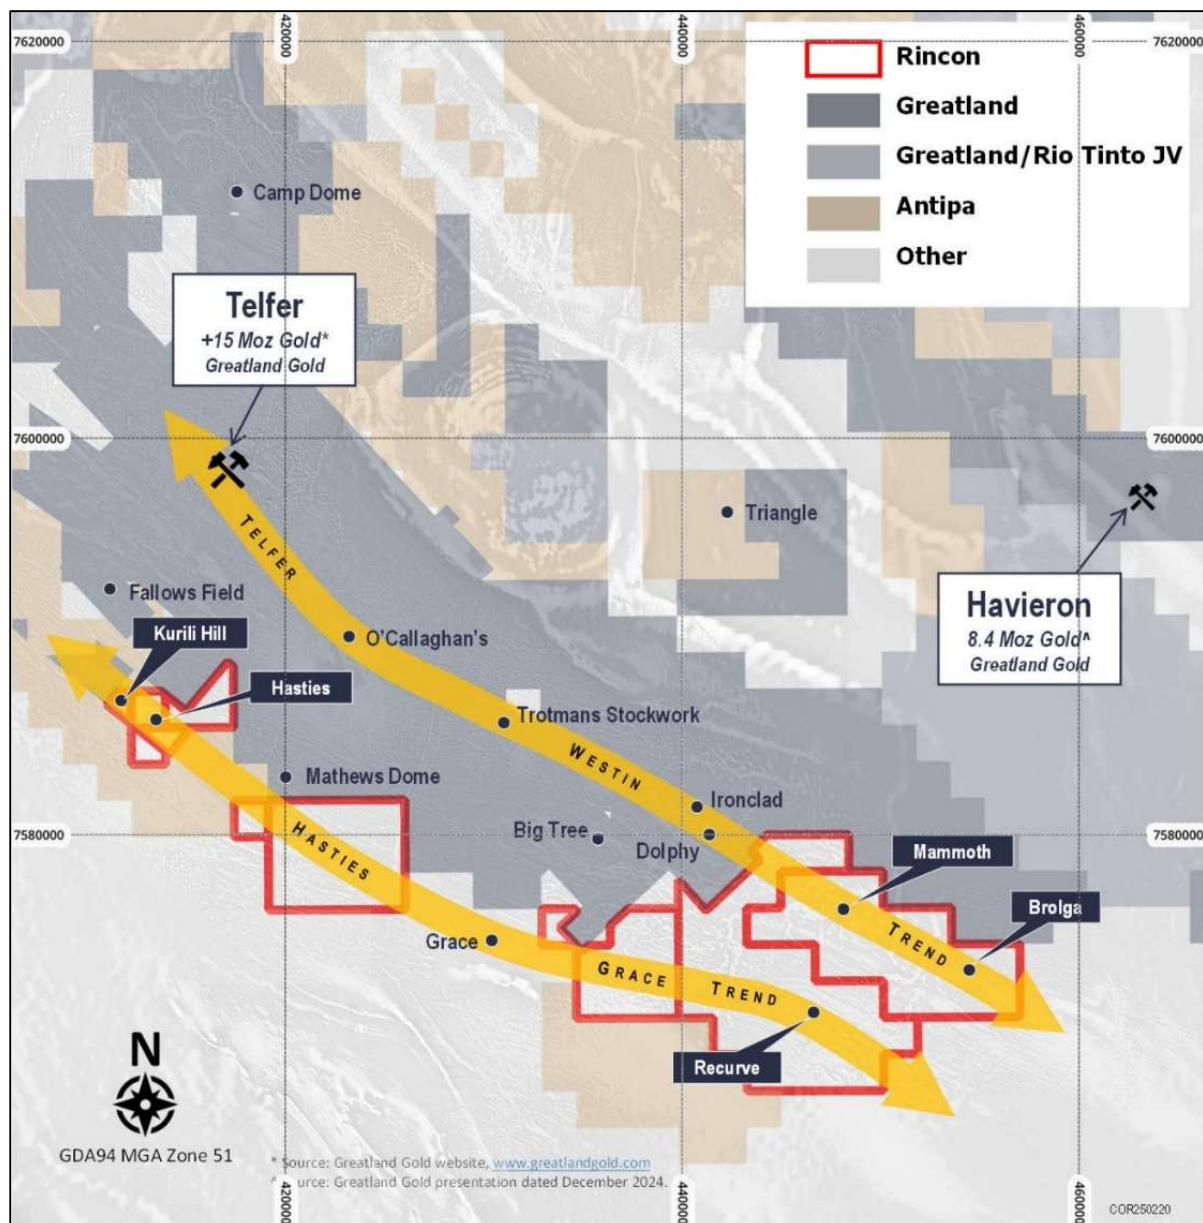 420000
440000
460000
7620000
7620000
Rincon
Greatland
Greatland/Rio Tinto JV
Antipa
Other
Camp Dome
Telfer
+15 Moz Gold*
Greatland Gold
7600000
7600000
Triangle
TELFER
Havieron
8.4 Moz Gold^
Greatland Gold
Fallows Field
Kurili Hill
O'Callaghan's
Hasties
Trotmans Stockwork
WESTIN
Mathews Dome
Ironclad
7580000
7580000
HASTIES
Big Tree
Dolphy
Mammoth
Brolga
TREND
Grace
GRACE TREND
Recurve
N
GDA94 MGA Zone 51
* Source: Greatland Gold website, www.greatlandgold.com
^ Source: Greatland Gold presentation dated December 2024.
420000
440000
460000
COR250220